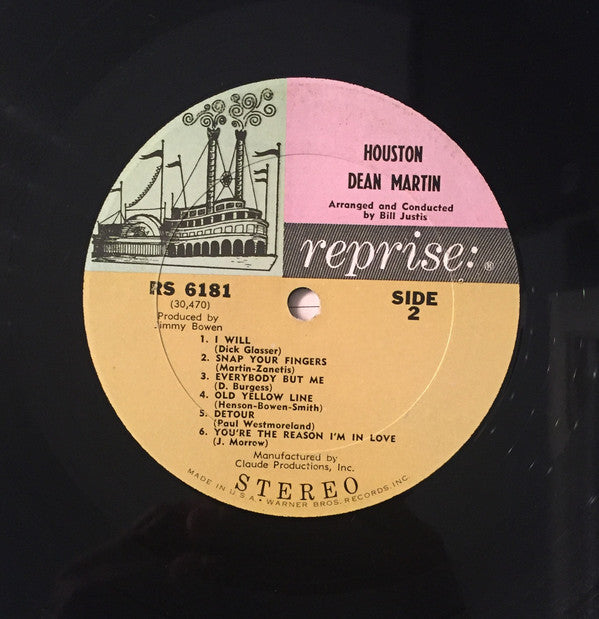 HOUSTON
DEAN MARTIN
Arranged and Conducted
by Bill Justis
reprise:®
RS 6181
(30,470)
Produced by
Jimmy Bowen
SIDE
2
1. I WILL
(Dick Glasser)
2. SNAP YOUR FINGERS
(Martin-Zanetis)
3. EVERYBODY BUT ME
(D. Burgess)
4. OLD YELLOW LINE
(Henson-Bowen-Smith)
5. DETOUR
(Paul Westmoreland)
6. YOU'RE THE REASON I'M IN LOVE
(J. Morrow)
Manufactured by
Claude Productions, Inc.
STEREO
MADE IN U.S.A. • WARNER BROS. RECORDS, INC.